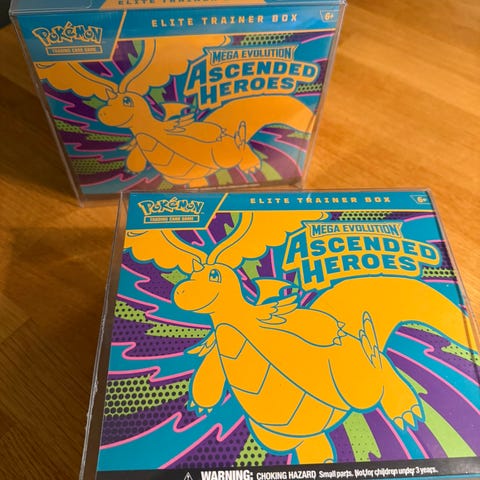 ELITE TRAINER BOX
6+
POKÉMON
TRADING CARD GAME
MEGA EVOLUTION
ASCENDED
HEROES
POKÉMON
TRADING CARD GAME
ELITE TRAINER BOX
6+
MEGA EVOLUTION
ASCENDED
HEROES
WARNING: CHOKING HAZARD Small parts. Not for children under 3 years.